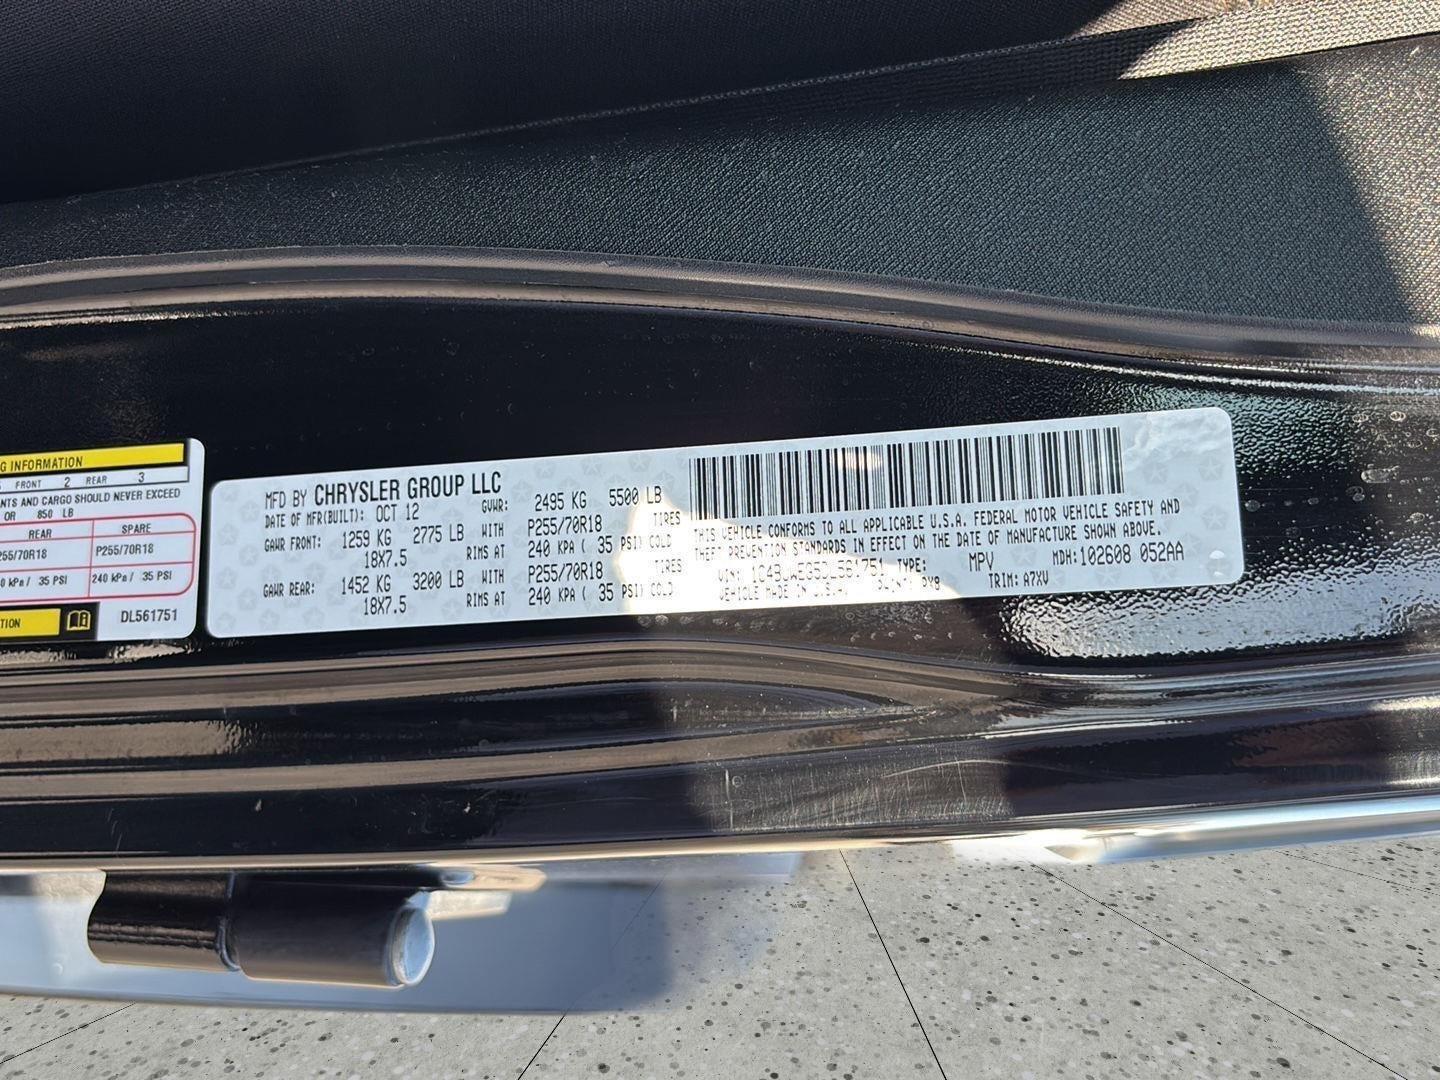 G INFORMATION
FRONT 2 REAR 3
NTS AND CARGO SHOULD NEVER EXCEED
OR 850 LB
REAR SPARE
255/70R18 P255/70R18
kPa / 35 PSI 240 kPa / 35 PSI
TION
DL561751
MFD BY CHRYSLER GROUP LLC
DATE OF MFR(BUILT): OCT 12 GVWR: 2495 KG 5500 LB
GAWR FRONT: 1259 KG 2775 LB WITH P255/70R18 TIRES
18X7.5 RIMS AT 240 KPA ( 35 PSI) COLD
GAWR REAR: 1452 KG 3200 LB WITH P255/70R18 TIRES
18X7.5 RIMS AT 240 KPA ( 35 PSI) COLD
THIS VEHICLE CONFORMS TO ALL APPLICABLE U.S.A. FEDERAL MOTOR VEHICLE SAFETY AND
THEFT PREVENTION STANDARDS IN EFFECT ON THE DATE OF MANUFACTURE SHOWN ABOVE.
VIN: TYPE: MPV MDH: 102608 052AA
VEHICLE MADE IN U.S.A. TRIM: A7XV